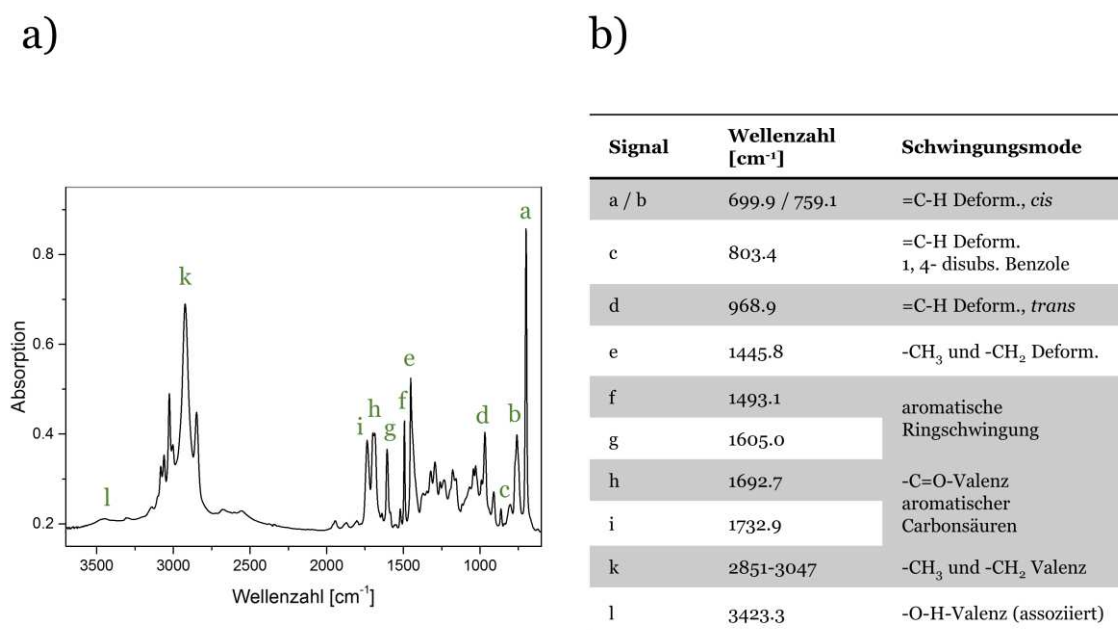 a)
b)
a
k
e
f
h
i
g
d
b
c
l
0.8
0.6
0.4
0.2
Absorption
3500 3000 2500 2000 1500 1000
Wellenzahl [cm⁻¹]
Signal Wellenzahl [cm⁻¹] Schwingungsmode
a / b 699.9 / 759.1 =C-H Deform., cis
c 803.4 =C-H Deform.
1, 4- disubs. Benzole
d 968.9 =C-H Deform., trans
e 1445.8 -CH₃ und -CH₂ Deform.
f 1493.1 aromatische
g 1605.0 Ringschwingung
h 1692.7 -C=O-Valenz
aromatischer
i 1732.9 Carbonsäuren
k 2851-3047 -CH₃ und -CH₂ Valenz
l 3423.3 -O-H-Valenz (assoziiert)